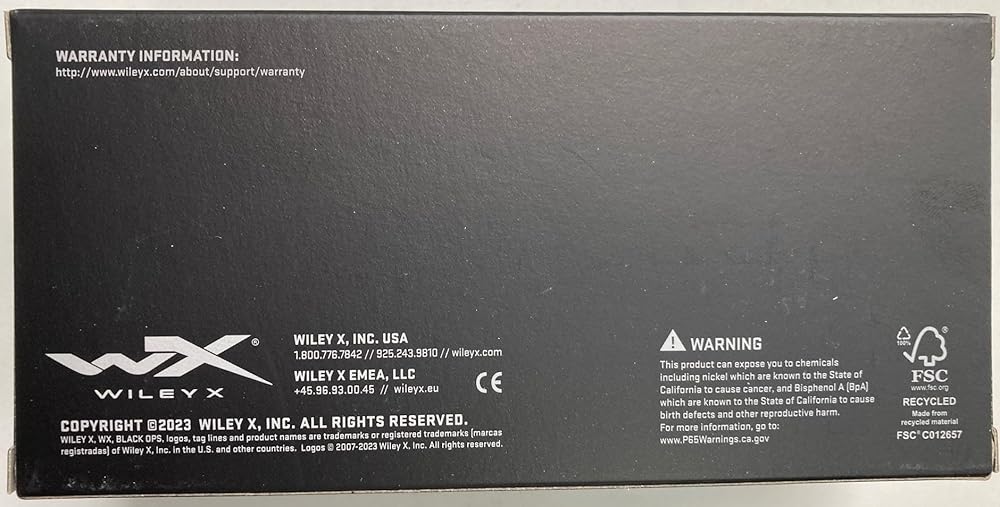 WARRANTY INFORMATION:
http://www.wileyx.com/about/support/warranty
WX ®
WILEY X
WILEY X, INC. USA
1.800.776.7842 // 925.243.9810 // wileyx.com
WILEY X EMEA, LLC
+45.96.93.00.45 // wileyx.eu
CE
COPYRIGHT ©2023 WILEY X, INC. ALL RIGHTS RESERVED.
WILEY X, WX, BLACK OPS, logos, tag lines and product names are trademarks or registered trademarks (marcas
registradas) of Wiley X, Inc. in the U.S. and other countries. Logos © 2007-2023 Wiley X, Inc. All rights reserved.
WARNING
This product can expose you to chemicals
including nickel which are known to the State of
California to cause cancer, and Bisphenol A (BpA)
which are known to the State of California to cause
birth defects and other reproductive harm.
For more information, go to:
www.P65Warnings.ca.gov
100%
®
FSC
www.fsc.org
RECYCLED
Made from
recycled material
FSC® C012657